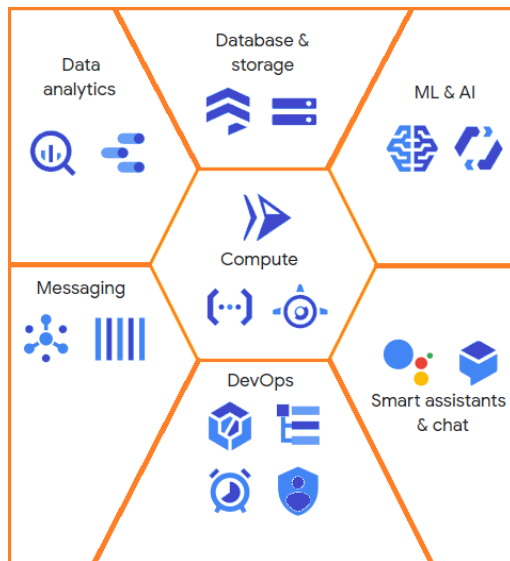 Data
analytics
Database &
storage
ML & AI
Compute
Messaging
DevOps
Smart assistants
& chat